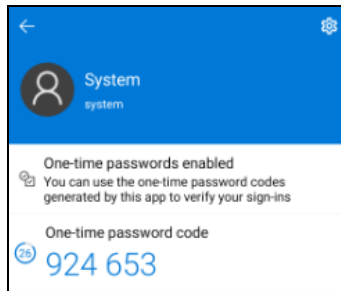 System
system
One-time passwords enabled
You can use the one-time password codes
generated by this app to verify your sign-ins
One-time password code
26
924 653